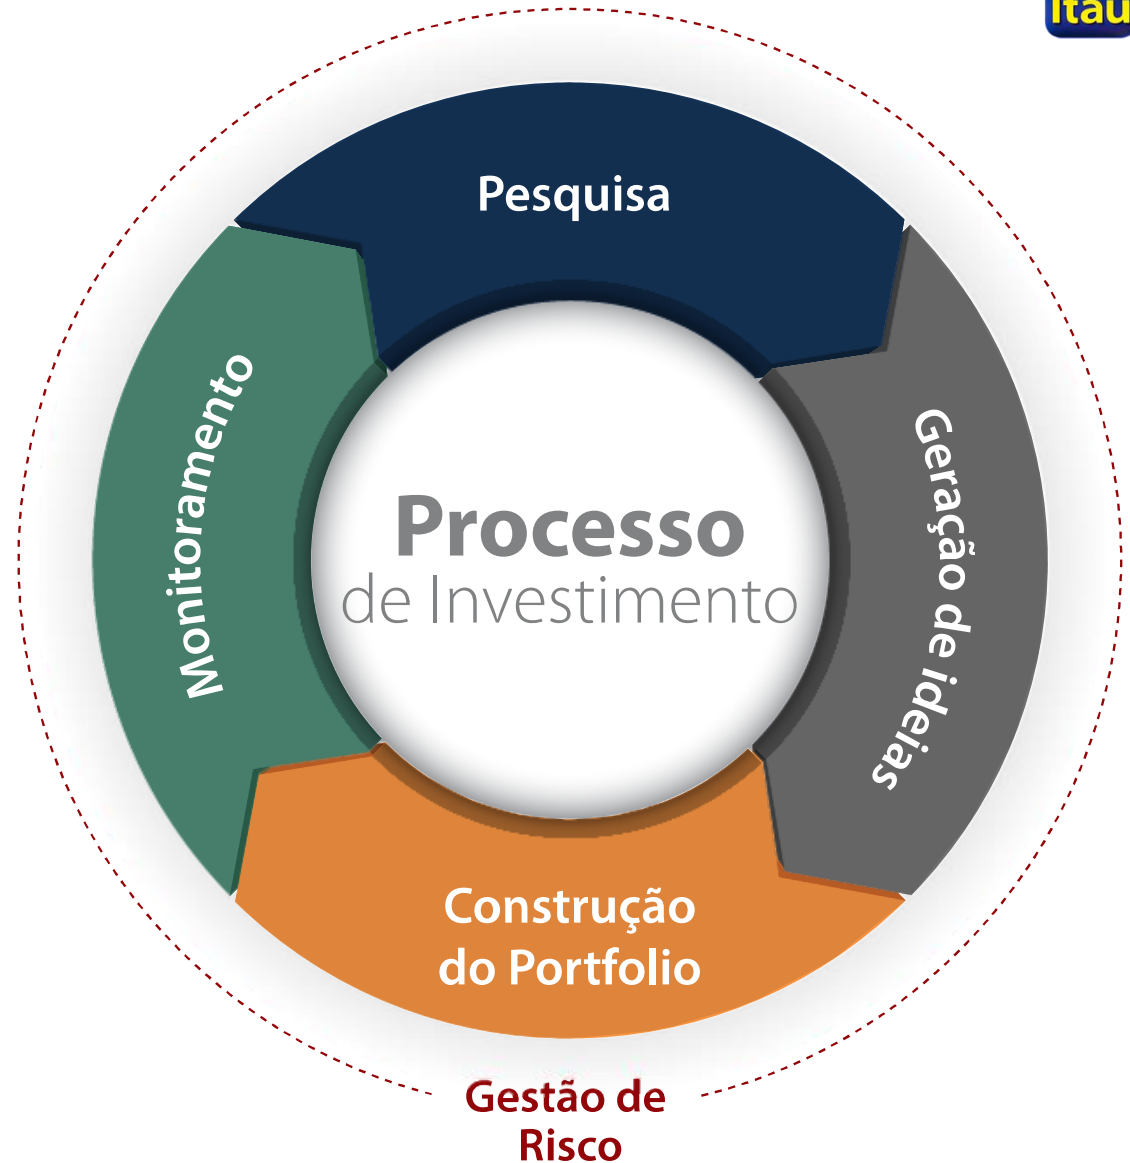 Itaú
Pesquisa
Geração de ideias
Monitoramento
Processo
de Investimento
Construção
do Portfolio
Gestão de
Risco